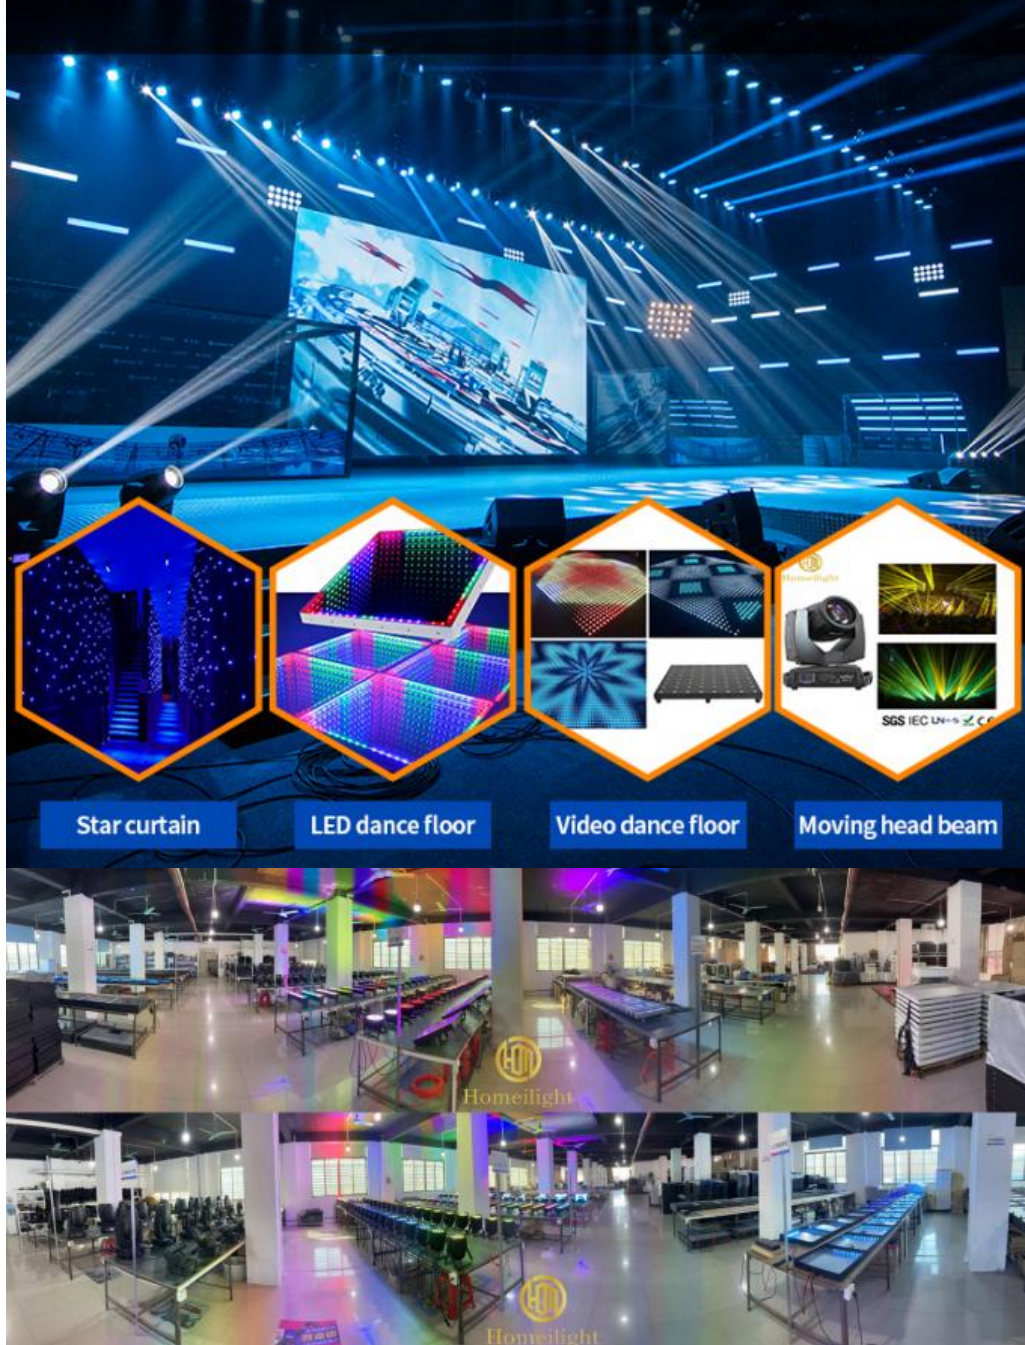 Homeilight
SGS IEC
Star curtain
LED dance floor
Video dance floor
Moving head beam
Homeilight
Homeilight